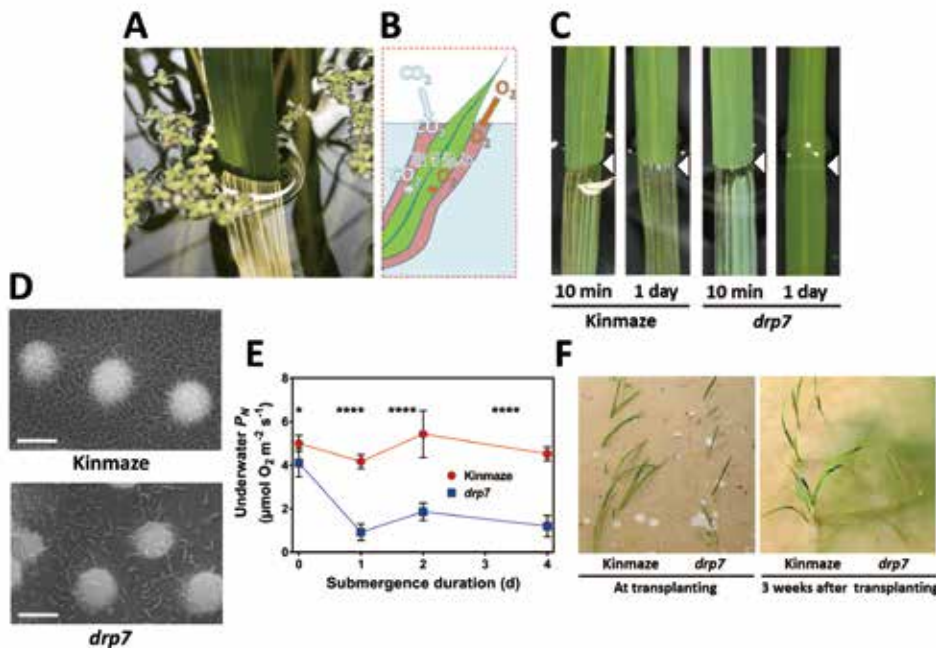 A
B
C
CO2
O2
CO2
O2
10 min 1 day 10 min 1 day
Kinmaze drp7
D
Kinmaze
drp7
E
Underwater PN
(µmol O2 m-2 s-1)
8
6
4
2
0
* **** **** ****
Kinmaze
drp7
0 1 2 3 4
Submergence duration (d)
F
Kinmaze drp7 Kinmaze drp7
At transplanting 3 weeks after transplanting